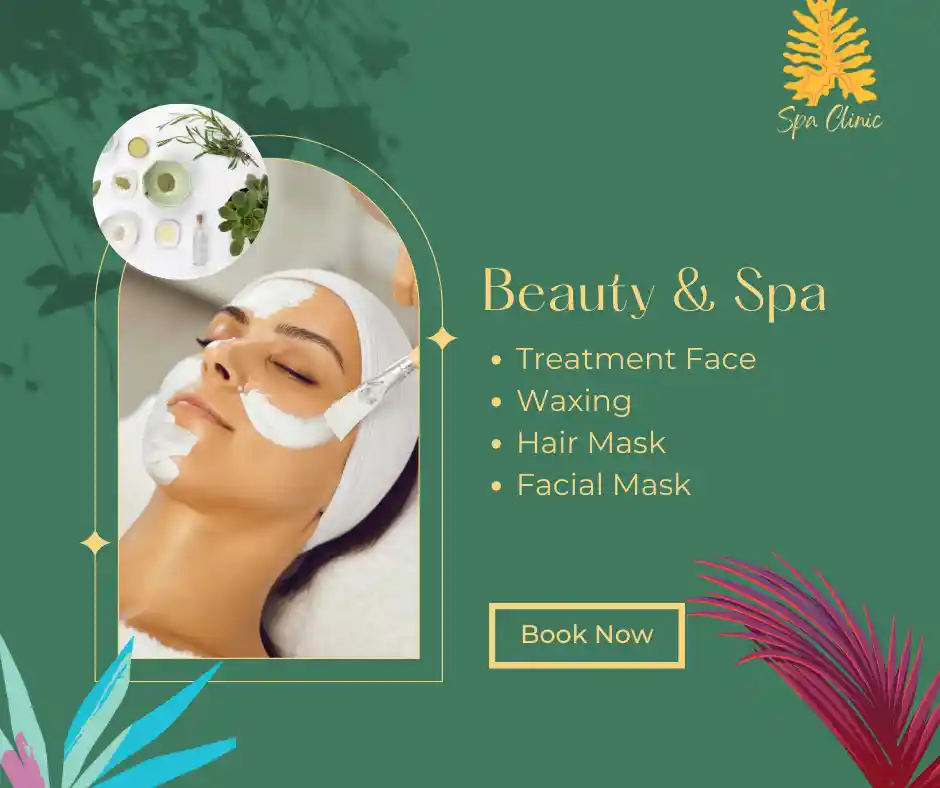 Spa Clinic
Beauty & Spa
• Treatment Face
• Waxing
• Hair Mask
• Facial Mask
Book Now